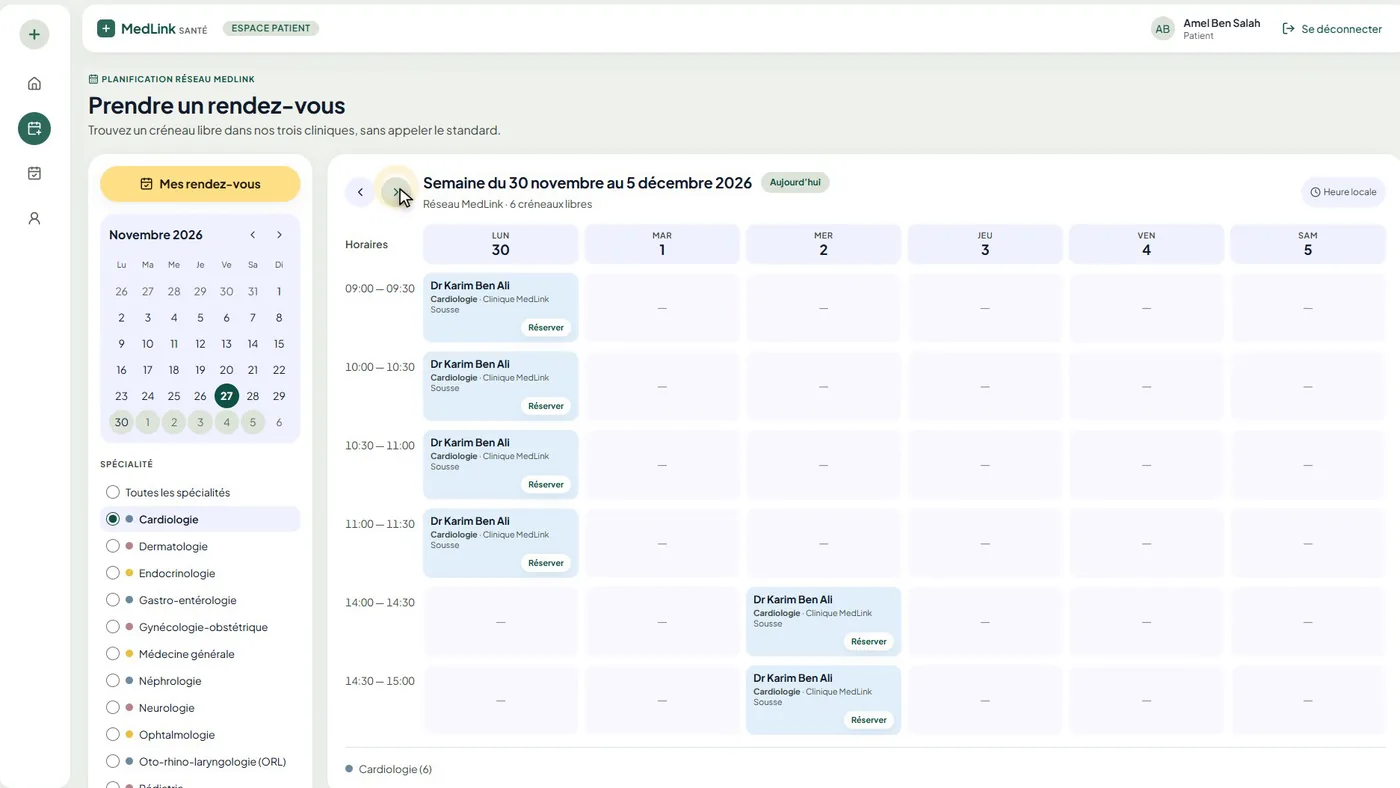 MedLink SANTÉ
ESPACE PATIENT
AB
Amel Ben Salah
Patient
Se déconnecter
PLANIFICATION RÉSEAU MEDLINK
Prendre un rendez-vous
Trouvez un créneau libre dans nos trois cliniques, sans appeler le standard.
Mes rendez-vous
Novembre 2026
Lu Ma Me Je Ve Sa Di
26 27 28 29 30 31 1
2 3 4 5 6 7 8
9 10 11 12 13 14 15
16 17 18 19 20 21 22
23 24 25 26 27 28 29
30 1 2 3 4 5 6
SPÉCIALITÉ
Toutes les spécialités
Cardiologie
Dermatologie
Endocrinologie
Gastro-entérologie
Gynécologie-obstétrique
Médecine générale
Néphrologie
Neurologie
Ophtalmologie
Oto-rhino-laryngologie (ORL)
Pédiatrie
Semaine du 30 novembre au 5 décembre 2026
Aujourd'hui
Réseau MedLink · 6 créneaux libres
Heure locale
Horaires
LUN
30
MAR
1
MER
2
JEU
3
VEN
4
SAM
5
09:00 — 09:30
Dr Karim Ben Ali
Cardiologie · Clinique MedLink
Sousse
Réserver
— — — — —
10:00 — 10:30
Dr Karim Ben Ali
Cardiologie · Clinique MedLink
Sousse
Réserver
— — — — —
10:30 — 11:00
Dr Karim Ben Ali
Cardiologie · Clinique MedLink
Sousse
Réserver
— — — — —
11:00 — 11:30
Dr Karim Ben Ali
Cardiologie · Clinique MedLink
Sousse
Réserver
— — — — —
14:00 — 14:30
— —
Dr Karim Ben Ali
Cardiologie · Clinique MedLink
Sousse
Réserver
— — —
14:30 — 15:00
— —
Dr Karim Ben Ali
Cardiologie · Clinique MedLink
Sousse
Réserver
— — —
Cardiologie (6)